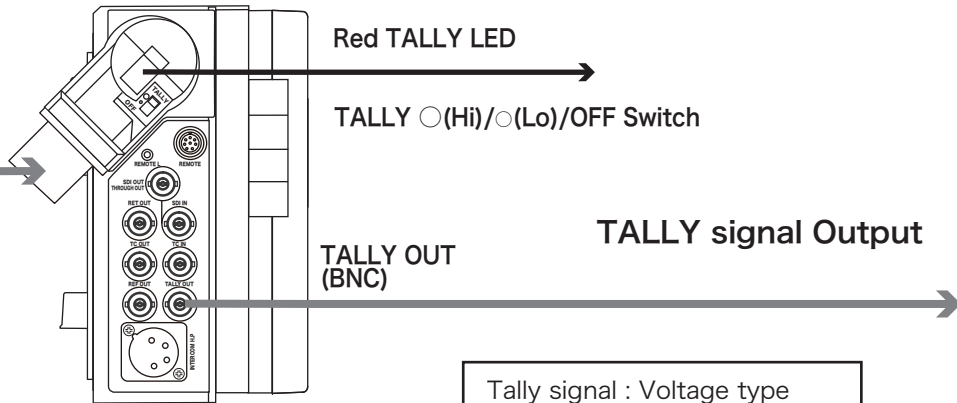 Red TALLY LED
TALLY ○(Hi)/○(Lo)/OFF Switch
TALLY
OFF
REMOTE L
REMOTE
SDI OUT
THROUGH OUT
RET OUT
SDI IN
TC OUT
TC IN
REF OUT
TALLY OUT
INTERCOM H.P
TALLY OUT
(BNC)
TALLY signal Output
Tally signal : Voltage type